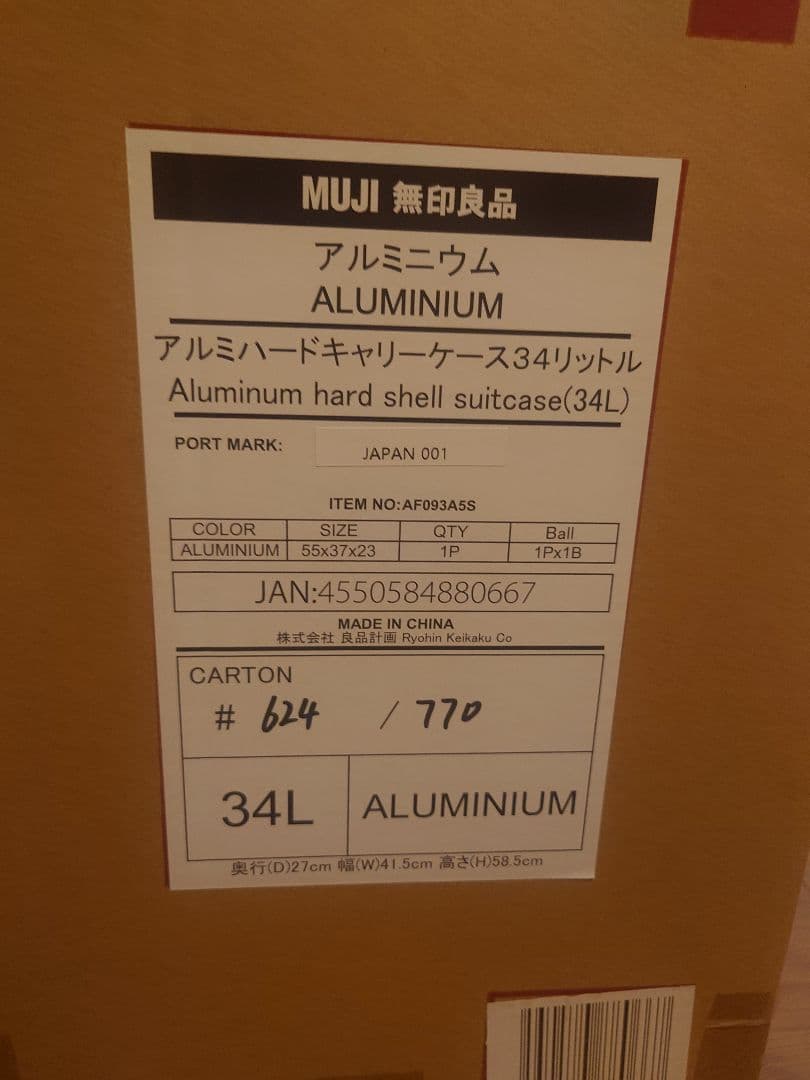 MUJI 無印良品
アルミニウム
ALUMINIUM
アルミハードキャリーケース34リットル
Aluminum hard shell suitcase(34L)
PORT MARK: JAPAN 001
ITEM NO:AF093A5S
COLOR SIZE QTY Ball
ALUMINIUM 55x37x23 1P 1Px1B
JAN:4550584880667
MADE IN CHINA
株式会社 良品計画 Ryohin Keikaku Co
CARTON
# 624 / 770
34L ALUMINIUM
奥行(D)27cm 幅(W)41.5cm 高さ(H)58.5cm